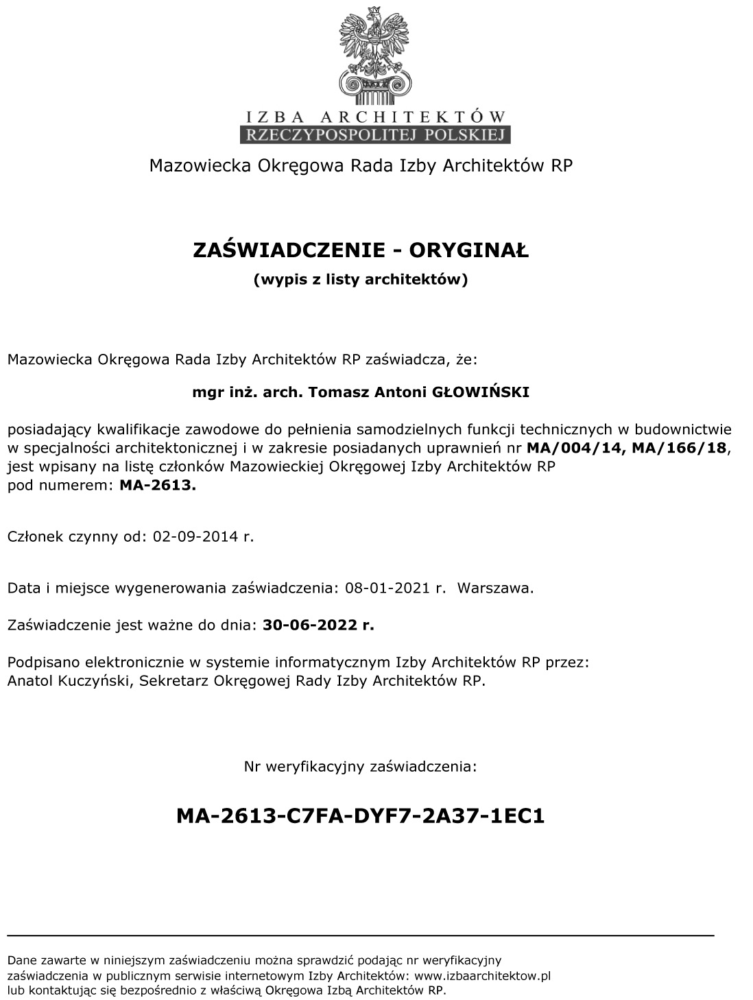 IZBA ARCHITEKTÓW
RZECZYPOSPOLITEJ POLSKIEJ
Mazowiecka Okręgowa Rada Izby Architektów RP
ZAŚWIADCZENIE - ORYGINAŁ
(wypis z listy architektów)
Mazowiecka Okręgowa Rada Izby Architektów RP zaświadcza, że:
mgr inż. arch. Tomasz Antoni GŁOWIŃSKI
posiadający kwalifikacje zawodowe do pełnienia samodzielnych funkcji technicznych w budownictwie
w specjalności architektonicznej i w zakresie posiadanych uprawnień nr MA/004/14, MA/166/18,
jest wpisany na listę członków Mazowieckiej Okręgowej Izby Architektów RP
pod numerem: MA-2613.
Członek czynny od: 02-09-2014 r.
Data i miejsce wygenerowania zaświadczenia: 08-01-2021 r. Warszawa.
Zaświadczenie jest ważne do dnia: 30-06-2022 r.
Podpisano elektronicznie w systemie informatycznym Izby Architektów RP przez:
Anatol Kuczyński, Sekretarz Okręgowej Rady Izby Architektów RP.
Nr weryfikacyjny zaświadczenia:
MA-2613-C7FA-DYF7-2A37-1EC1
Dane zawarte w niniejszym zaświadczeniu można sprawdzić podając nr weryfikacyjny
zaświadczenia w publicznym serwisie internetowym Izby Architektów: www.izbaarchitektow.pl
lub kontaktując się bezpośrednio z właściwą Okręgowa Izbą Architektów RP.